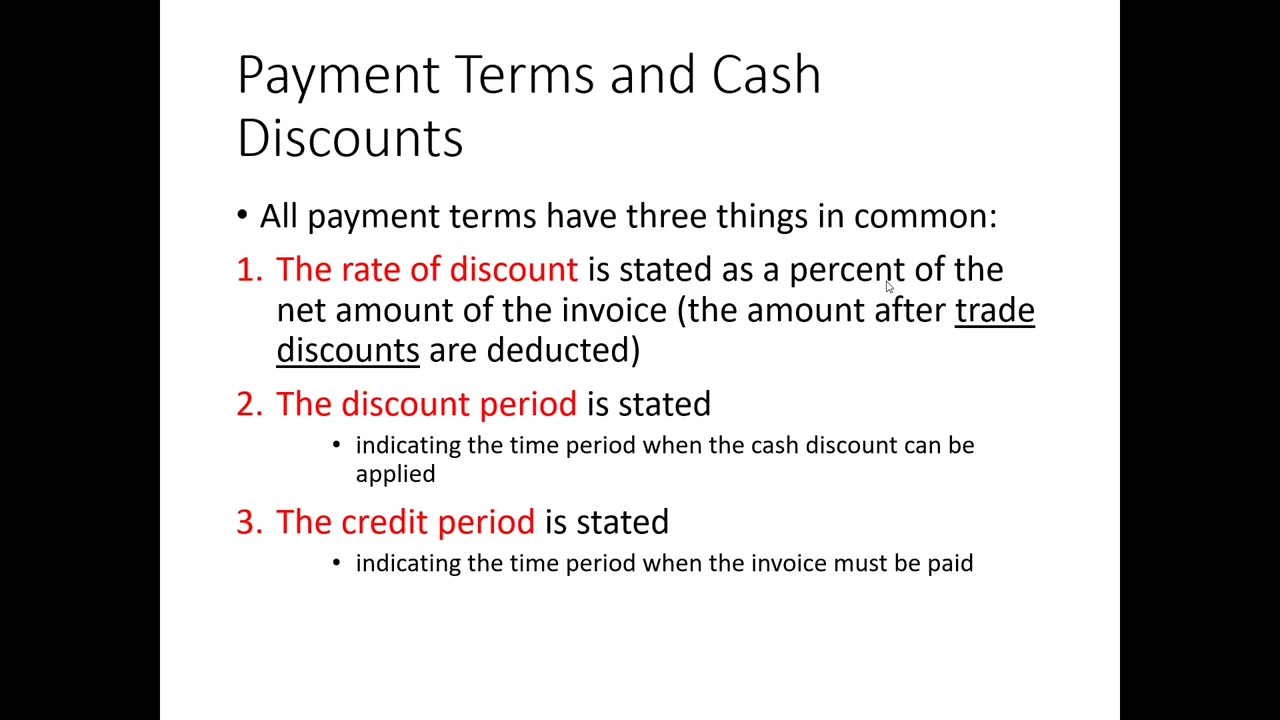 Payment Terms and Cash
Discounts
• All payment terms have three things in common:
1. The rate of discount is stated as a percent of the
net amount of the invoice (the amount after trade
discounts are deducted)
2. The discount period is stated
• indicating the time period when the cash discount can be
applied
3. The credit period is stated
• indicating the time period when the invoice must be paid